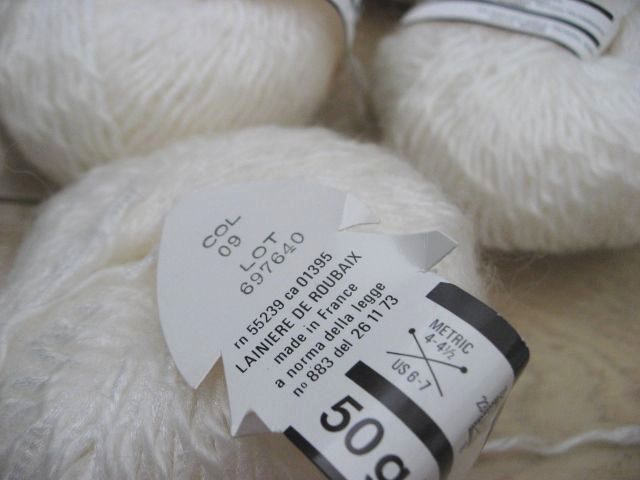 COL
09
LOT
697640
rn 55239 ca 01395
LAINIERE DE ROUBAIX
made in France
a norma della legge
nº 883 del 26 11 73
METRIC
4-4½
US 6-7
50g